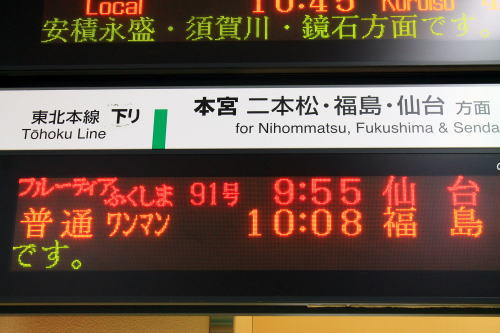 Local 10:45
安積永盛・須賀川・鏡石方面です。
東北本線 下り 本宮 二本松・福島・仙台 方面
Tōhoku Line for Nihommatsu, Fukushima & Senda
フルーティアふくしま 91号 9:55 仙台
普通 ワンマン 10:08 福島
です。